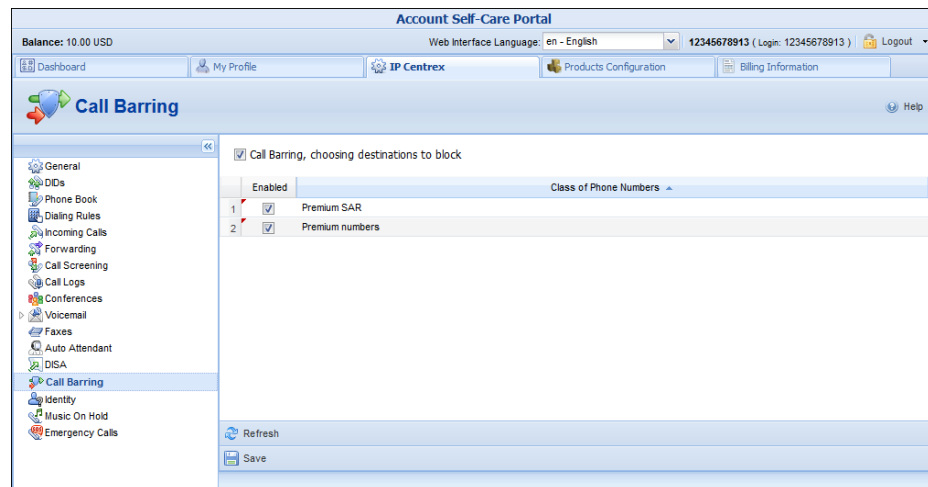 Account Self-Care Portal
Balance: 10.00 USD Web Interface Language: en - English 12345678913 ( Login: 12345678913 ) Logout
Dashboard My Profile IP Centrex Products Configuration Billing Information
Call Barring Help
Call Barring, choosing destinations to block
Enabled Class of Phone Numbers
1 Premium SAR
2 Premium numbers
General
DIDs
Phone Book
Dialing Rules
Incoming Calls
Forwarding
Call Screening
Call Logs
Conferences
Voicemail
Faxes
Auto Attendant
DISA
Call Barring
Identity
Music On Hold
Emergency Calls
Refresh
Save